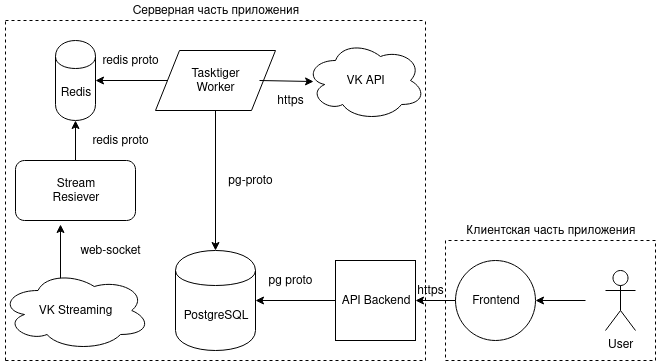 Серверная часть приложения
redis proto
Redis
Tasktiger
Worker
https
VK API
redis proto
Stream
Resiever
pg-proto
web-socket
VK Streaming
PostgreSQL
pg proto
API Backend
https
Клиентская часть приложения
Frontend
User